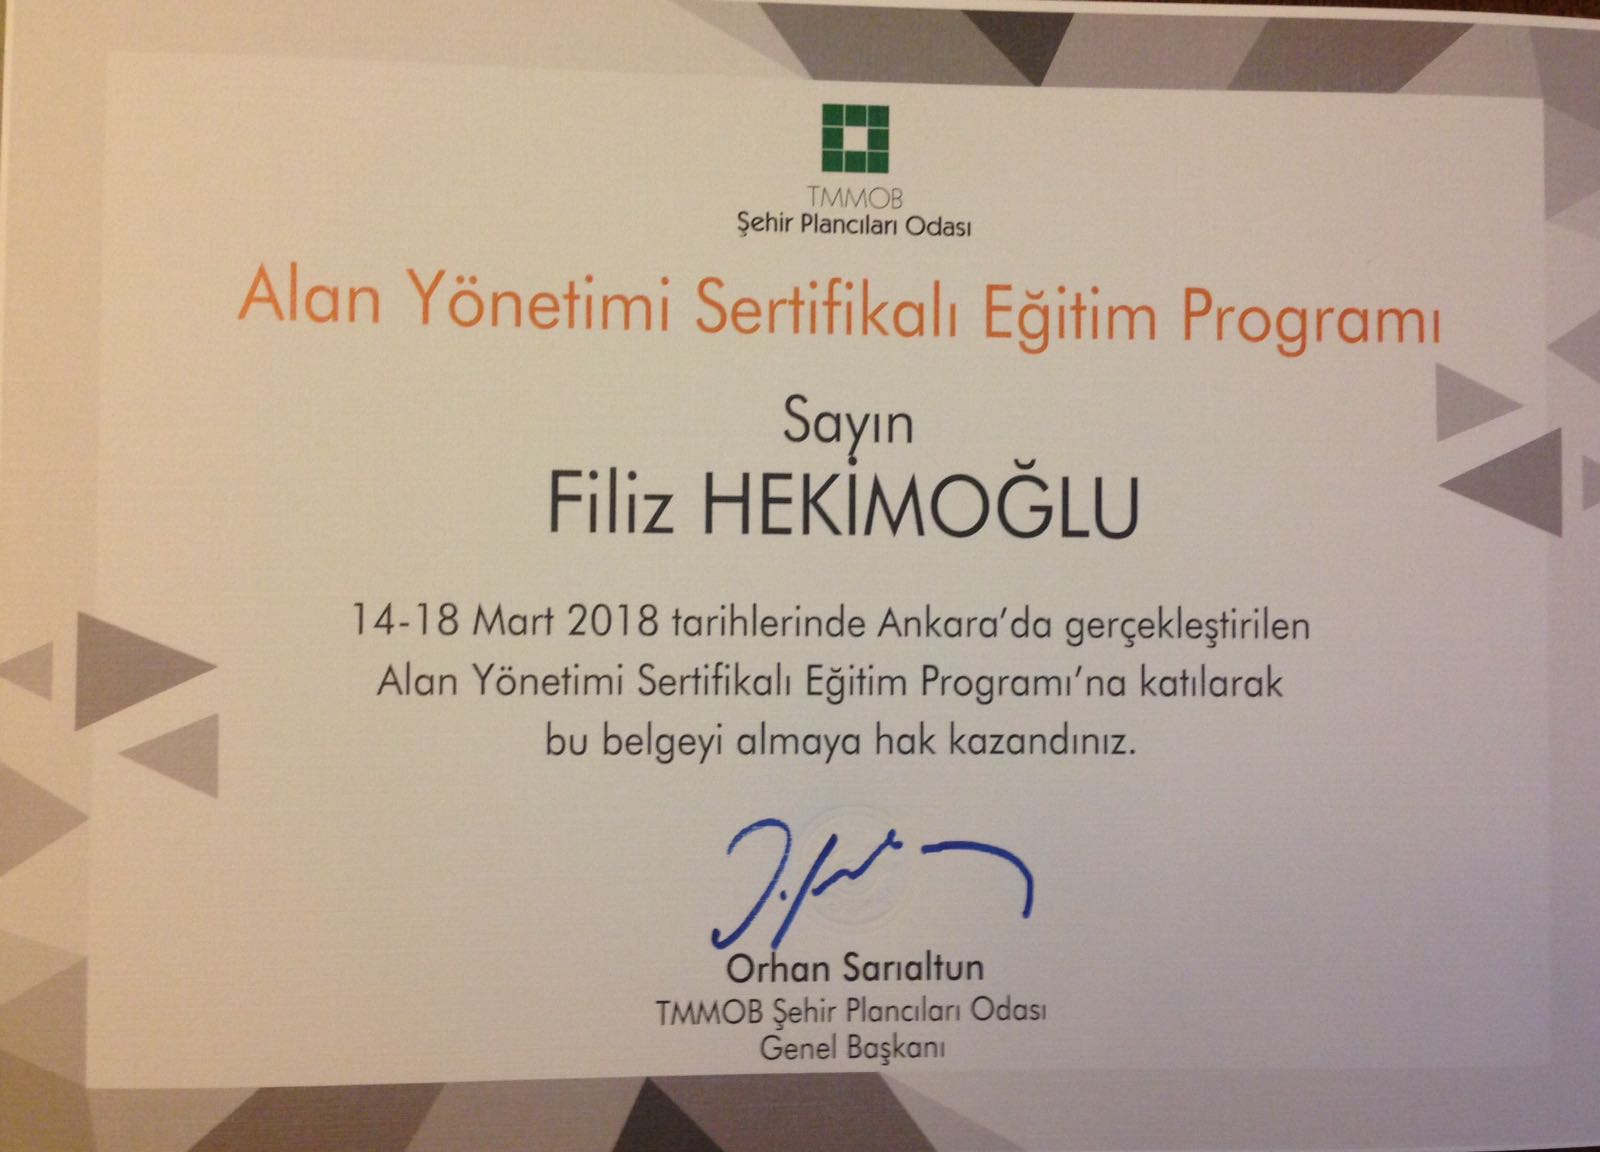 TMMOB
Şehir Plancıları Odası
Alan Yönetimi Sertifikalı Eğitim Programı
Sayın
Filiz HEKİMOĞLU
14-18 Mart 2018 tarihlerinde Ankara'da gerçekleştirilen
Alan Yönetimi Sertifikalı Eğitim Programı'na katılarak
bu belgeyi almaya hak kazandınız.
Orhan Sarıaltun
TMMOB Şehir Plancıları Odası
Genel Başkanı